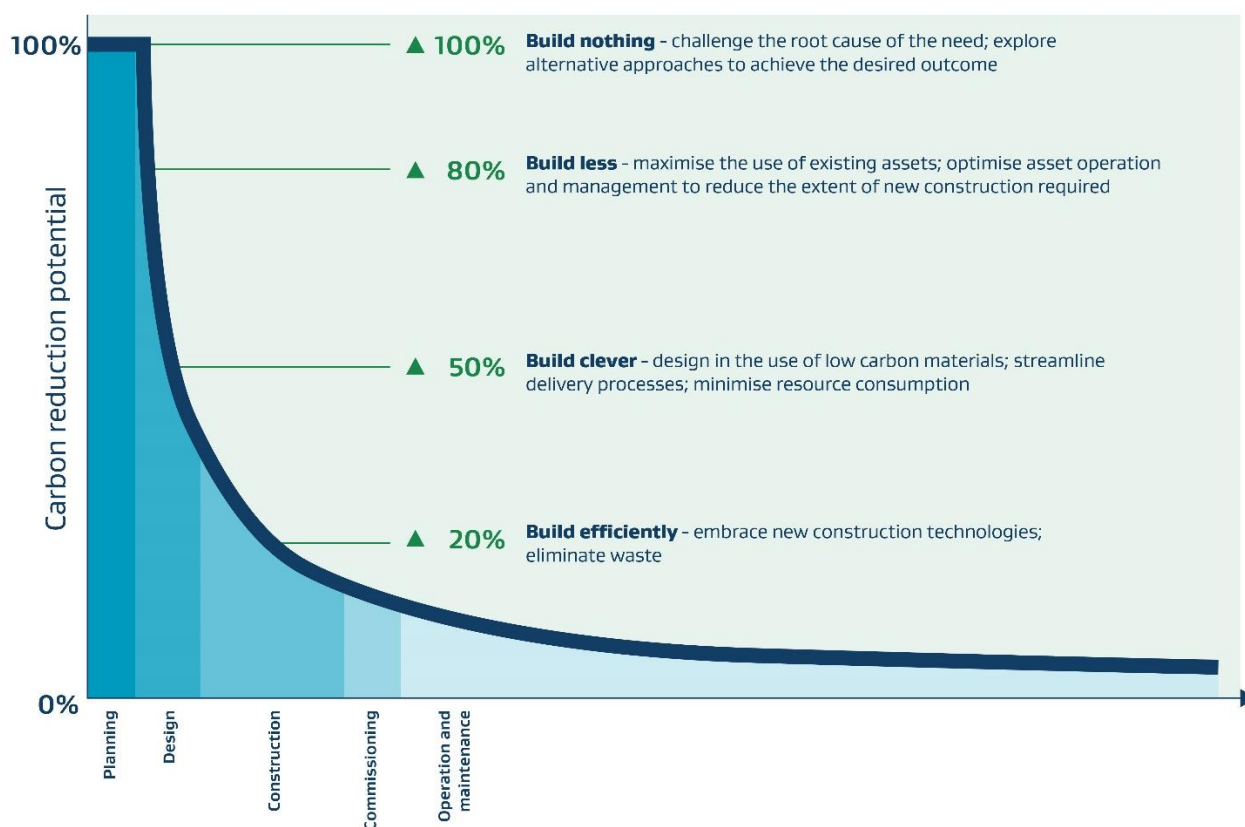 100%
▲ 100%
Build nothing - challenge the root cause of the need; explore
alternative approaches to achieve the desired outcome
▲ 80%
Build less - maximise the use of existing assets; optimise asset operation
and management to reduce the extent of new construction required
Carbon reduction potential
▲ 50%
Build clever - design in the use of low carbon materials; streamline
delivery processes; minimise resource consumption
▲ 20%
Build efficiently - embrace new construction technologies;
eliminate waste
0%
Planning
Design
Construction
Commissioning
Operation and
maintenance